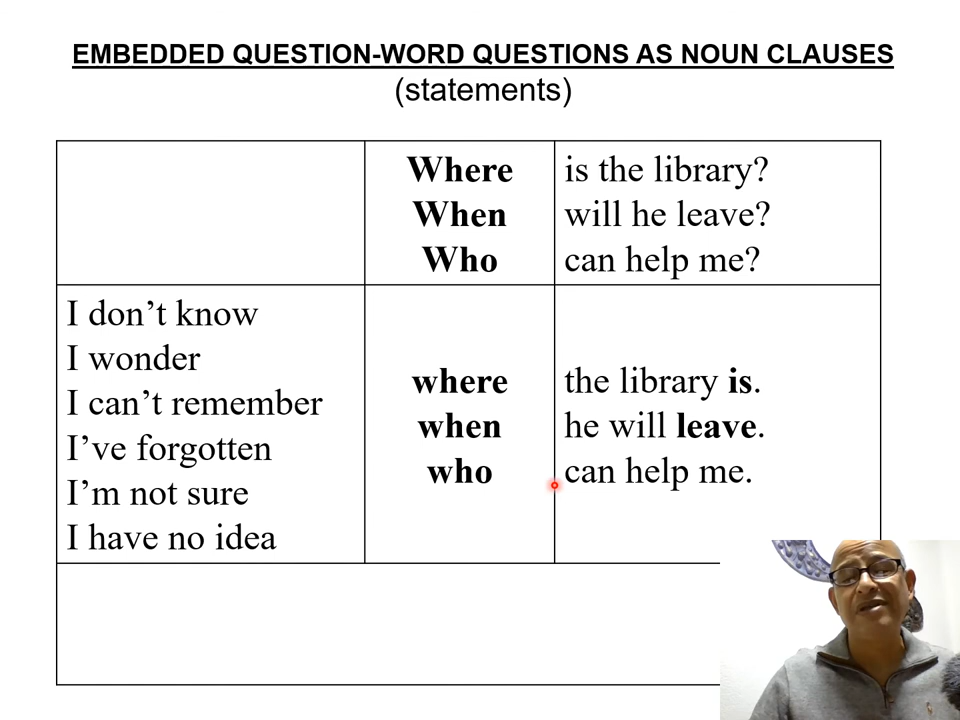 EMBEDDED QUESTION-WORD QUESTIONS AS NOUN CLAUSES
(statements)
Where is the library?
When will he leave?
Who can help me?
I don’t know
I wonder
I can’t remember
I’ve forgotten
I’m not sure
I have no idea
where the library is.
when he will leave.
who can help me.